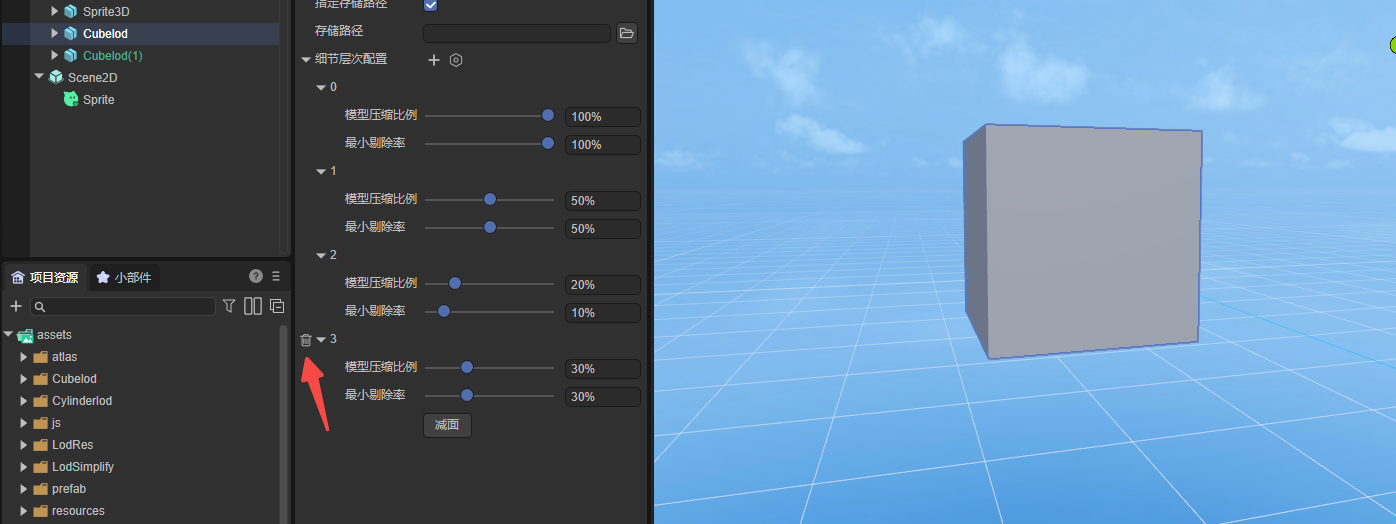 Sprite3D
Cubelod
Cubelod(1)
Scene2D
Sprite
项目资源
小部件
assets
atlas
Cubelod
Cylinderlod
js
LodRes
LodSimplify
prefab
resources
指定存储路径
存储路径
细节层次配置
0
模型压缩比例 100%
最小剔除率 100%
1
模型压缩比例 50%
最小剔除率 50%
2
模型压缩比例 20%
最小剔除率 10%
3
模型压缩比例 30%
最小剔除率 30%
减面